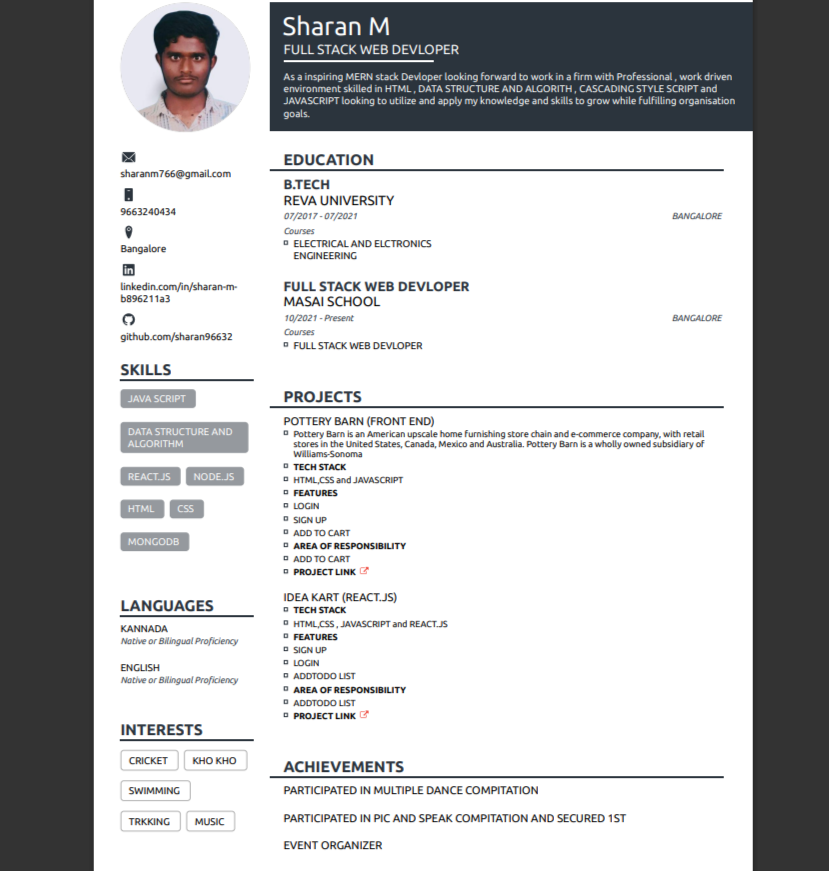 Sharan M
FULL STACK WEB DEVLOPER
As a inspiring MERN stack Devloper looking forward to work in a firm with Professional , work driven
environment skilled in HTML , DATA STRUCTURE AND ALGORITH , CASCADING STYLE SCRIPT and
JAVASCRIPT looking to utilize and apply my knowledge and skills to grow while fulfilling organisation
goals.
sharanm766@gmail.com
9663240434
Bangalore
linkedin.com/in/sharan-m-
b896211a3
github.com/sharan96632
SKILLS
JAVA SCRIPT
DATA STRUCTURE AND
ALGORITHM
REACT.JS NODE.JS
HTML CSS
MONGODB
LANGUAGES
KANNADA
Native or Bilingual Proficiency
ENGLISH
Native or Bilingual Proficiency
INTERESTS
CRICKET KHO KHO
SWIMMING
TRKKING MUSIC
EDUCATION
B.TECH
REVA UNIVERSITY
07/2017 - 07/2021 BANGALORE
Courses
ELECTRICAL AND ELCTRONICS
ENGINEERING
FULL STACK WEB DEVLOPER
MASAI SCHOOL
10/2021 - Present BANGALORE
Courses
FULL STACK WEB DEVLOPER
PROJECTS
POTTERY BARN (FRONT END)
Pottery Barn is an American upscale home furnishing store chain and e-commerce company, with retail
stores in the United States, Canada, Mexico and Australia. Pottery Barn is a wholly owned subsidiary of
Williams-Sonoma
TECH STACK
HTML,CSS and JAVASCRIPT
FEATURES
LOGIN
SIGN UP
ADD TO CART
AREA OF RESPONSIBILITY
ADD TO CART
PROJECT LINK
IDEA KART (REACT.JS)
TECH STACK
HTML,CSS , JAVASCRIPT and REACT.JS
FEATURES
SIGN UP
LOGIN
ADDTODO LIST
AREA OF RESPONSIBILITY
ADDTODO LIST
PROJECT LINK
ACHIEVEMENTS
PARTICIPATED IN MULTIPLE DANCE COMPITATION
PARTICIPATED IN PIC AND SPEAK COMPITATION AND SECURED 1ST
EVENT ORGANIZER